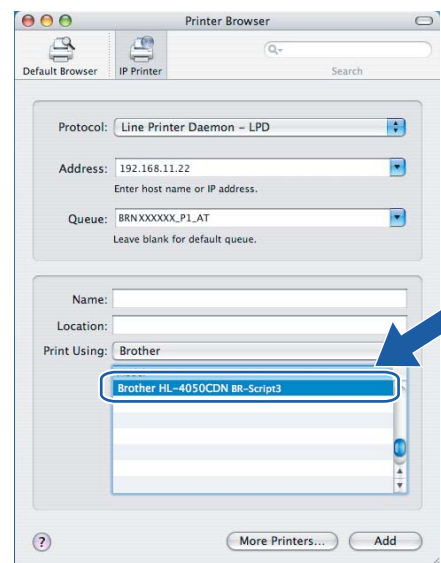 Printer Browser
Default Browser
IP Printer
Q▾
Search
Protocol: Line Printer Daemon – LPD
Address: 192.168.11.22
Enter host name or IP address.
Queue: BRNXXXXXX_P1_AT
Leave blank for default queue.
Name:
Location:
Print Using: Brother
Brother HL-4050CDN BR-Script3
?
More Printers...
Add